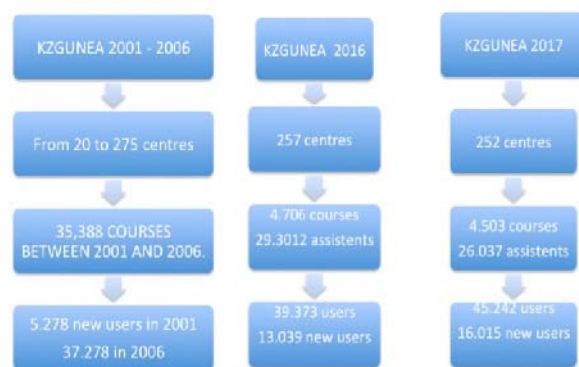 KZGUNEA 2001 - 2006
From 20 to 275 centres
35,388 COURSES
BETWEEN 2001 AND 2006.
5.278 new users in 2001
37.278 in 2006
KZGUNEA 2016
257 centres
4.706 courses
29.3012 assistents
39.373 users
13.039 new users
KZGUNEA 2017
252 centres
4.503 courses
26.037 assistents
45.242 users
16.015 new users